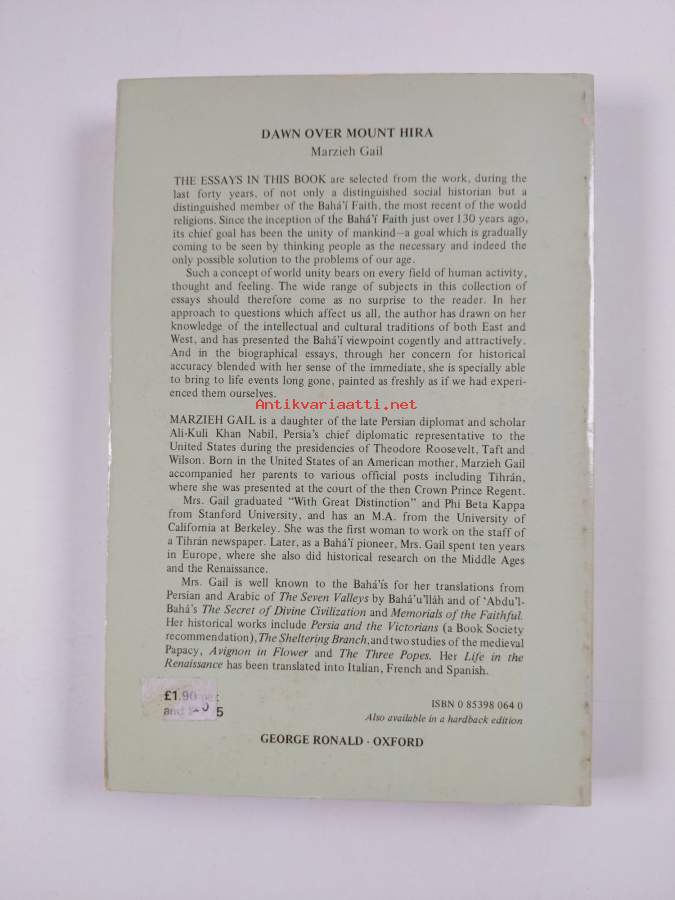 DAWN OVER MOUNT HIRA
Marzieh Gail
THE ESSAYS IN THIS BOOK are selected from the work, during the
last forty years, of not only a distinguished social historian but a
distinguished member of the Bahá'í Faith, the most recent of the world
religions. Since the inception of the Bahá'í Faith just over 130 years ago,
its chief goal has been the unity of mankind—a goal which is gradually
coming to be seen by thinking people as the necessary and indeed the
only possible solution to the problems of our age.
Such a concept of world unity bears on every field of human activity,
thought and feeling. The wide range of subjects in this collection of
essays should therefore come as no surprise to the reader. In her
approach to questions which affect us all, the author has drawn on her
knowledge of the intellectual and cultural traditions of both East and
West, and has presented the Bahá'í viewpoint cogently and attractively.
And in the biographical essays, through her concern for historical
accuracy blended with her sense of the immediate, she is specially able
to bring to life events long gone, painted as freshly as if we had experi-
enced them ourselves.
Antikvariaatti.net
MARZIEH GAIL is a daughter of the late Persian diplomat and scholar
Ali-Kuli Khan Nabil, Persia's chief diplomatic representative to the
United States during the presidencies of Theodore Roosevelt, Taft and
Wilson. Born in the United States of an American mother, Marzieh Gail
accompanied her parents to various official posts including Tihrán,
where she was presented at the court of the then Crown Prince Regent.
Mrs. Gail graduated "With Great Distinction" and Phi Beta Kappa
from Stanford University, and has an M.A. from the University of
California at Berkeley. She was the first woman to work on the staff of
a Tihrán newspaper. Later, as a Bahá'í pioneer, Mrs. Gail spent ten years
in Europe, where she also did historical research on the Middle Ages
and the Renaissance.
Mrs. Gail is well known to the Bahá'ís for her translations from
Persian and Arabic of The Seven Valleys by Bahá'u'lláh and of 'Abdu'l-
Bahá's The Secret of Divine Civilization and Memorials of the Faithful.
Her historical works include Persia and the Victorians (a Book Society
recommendation), The Sheltering Branch, and two studies of the medieval
Papacy, Avignon in Flower and The Three Popes. Her Life in the
Renaissance has been translated into Italian, French and Spanish.
£1.90
5
ISBN 0 85398 064 0
Also available in a hardback edition
GEORGE RONALD · OXFORD